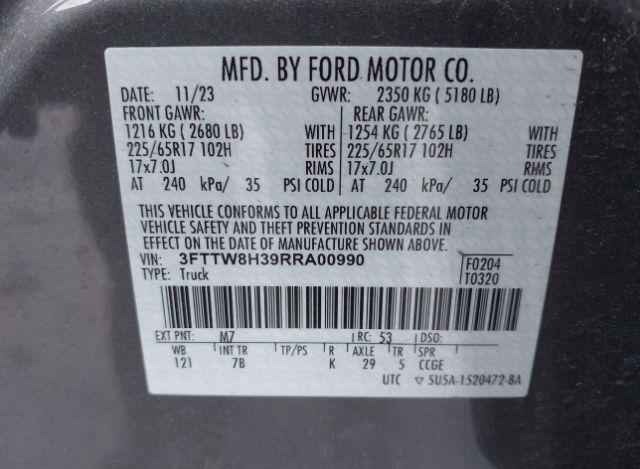 MFD. BY FORD MOTOR CO.
DATE: 11/23 GVWR: 2350 KG ( 5180 LB)
FRONT GAWR: REAR GAWR:
1216 KG ( 2680 LB) WITH 1254 KG ( 2765 LB) WITH
225/65R17 102H TIRES 225/65R17 102H TIRES
17x7.0J RIMS 17x7.0J RIMS
AT 240 kPa/ 35 PSI COLD AT 240 kPa/ 35 PSI COLD
THIS VEHICLE CONFORMS TO ALL APPLICABLE FEDERAL MOTOR
VEHICLE SAFETY AND THEFT PREVENTION STANDARDS IN
EFFECT ON THE DATE OF MANUFACTURE SHOWN ABOVE.
VIN: 3FTTW8H39RRA00990 F0204
TYPE: Truck T0320
EXT PNT: M7 RC: 53 DSO:
WB INT TR TP/PS R AXLE TR SPR
121 7B K 29 5 CCGE
UTC ▽ 5U5A-1520472-BA